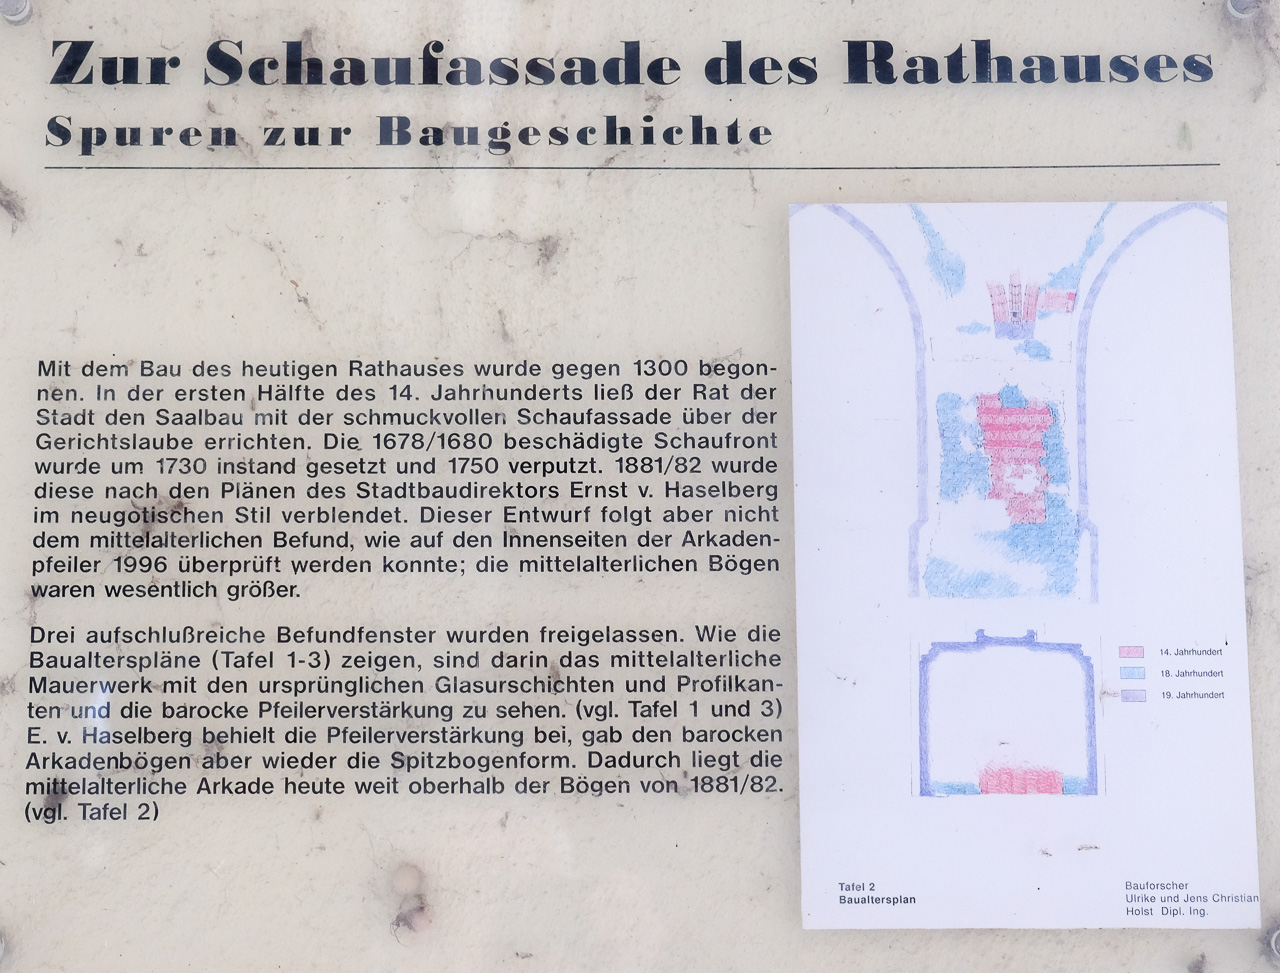 Zur Schaufassade des Rathauses
Spuren zur Baugeschichte
Mit dem Bau des heutigen Rathauses wurde gegen 1300 begon-
nen. In der ersten Hälfte des 14. Jahrhunderts ließ der Rat der
Stadt den Saalbau mit der schmuckvollen Schaufassade über der
Gerichtslaube errichten. Die 1678/1680 beschädigte Schaufront
wurde um 1730 instand gesetzt und 1750 verputzt. 1881/82 wurde
diese nach den Plänen des Stadtbaudirektors Ernst v. Haselberg
im neugotischen Stil verblendet. Dieser Entwurf folgt aber nicht
dem mittelalterlichen Befund, wie auf den Innenseiten der Arkaden-
pfeiler 1996 überprüft werden konnte; die mittelalterlichen Bögen
waren wesentlich größer.
Drei aufschlußreiche Befundfenster wurden freigelassen. Wie die
Baualterspläne (Tafel 1-3) zeigen, sind darin das mittelalterliche
Mauerwerk mit den ursprünglichen Glasurschichten und Profilkan-
ten und die barocke Pfeilerverstärkung zu sehen. (vgl. Tafel 1 und 3)
E. v. Haselberg behielt die Pfeilerverstärkung bei, gab den barocken
Arkadenbögen aber wieder die Spitzbogenform. Dadurch liegt die
mittelalterliche Arkade heute weit oberhalb der Bögen von 1881/82.
(vgl. Tafel 2)
14. Jahrhundert
18. Jahrhundert
19. Jahrhundert
Tafel 2
Baualtersplan
Bauforscher
Ulrike und Jens Christian
Holst Dipl. Ing.